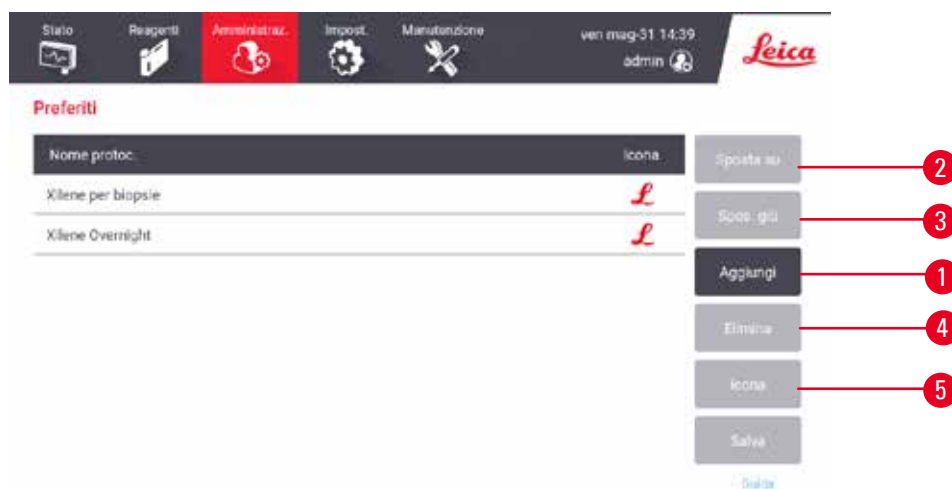 Stato Reagenti Amministraz. Impost. Manutenzione ven mag-31 14:39
admin
Leica
Preferiti
Nome protoc. Icona
Sposta su
2
Xilene per biopsie
Spos. giù
3
Xilene Overnight
Aggiungi
1
Elimina
4
Icona
5
Salva
Guida